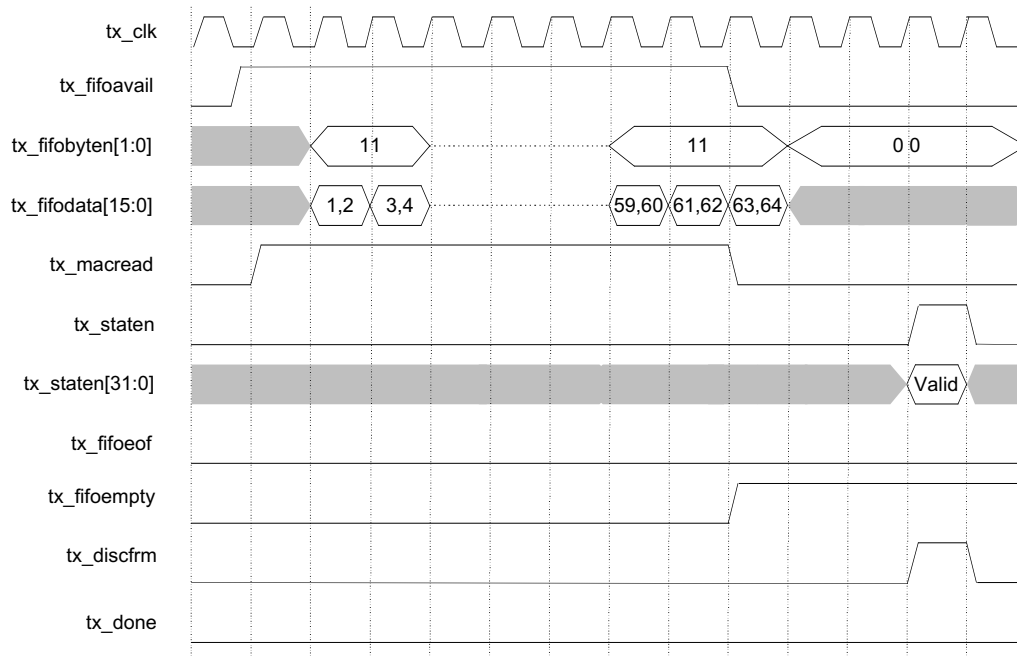 tx_clk
tx_fifoavail
tx_fifobyten[1:0] 11 11 0 0
tx_fifodata[15:0] 1,2 3,4 59,60 61,62 63,64
tx_macread
tx_staten
tx_staten[31:0] Valid
tx_fifoeof
tx_fifoempty
tx_discfrm
tx_done